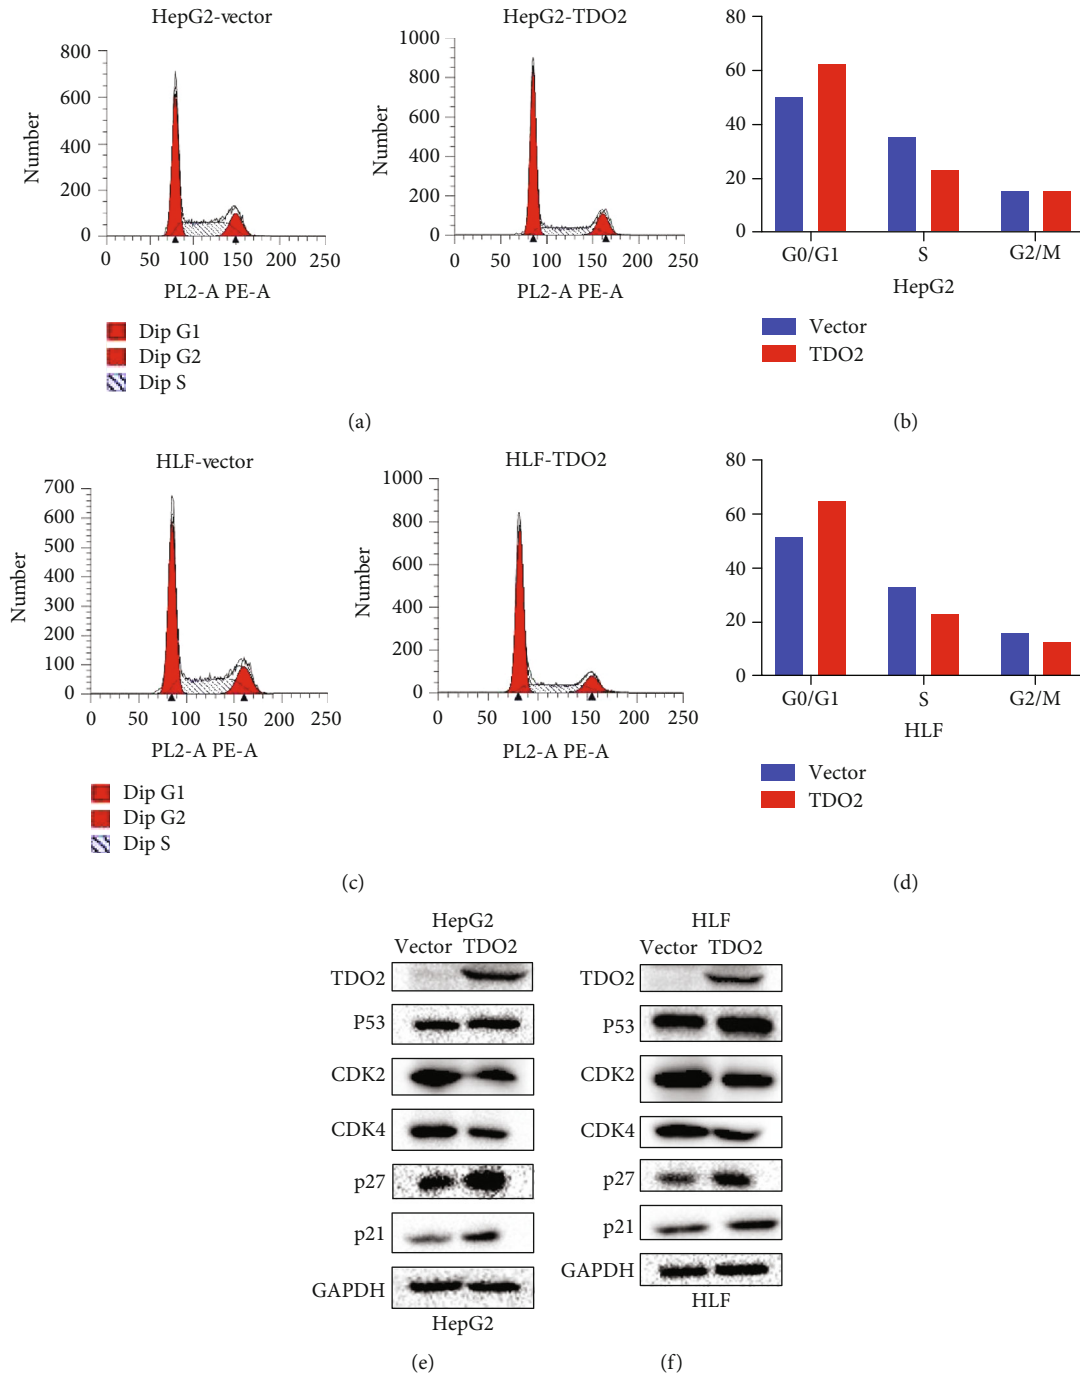 HepG2-vector
800
600
400
200
0
Number
0 50 100 150 200 250
PL2-A PE-A
Dip G1
Dip G2
Dip S
HepG2-TDO2
1000
800
600
400
200
0
Number
0 50 100 150 200 250
PL2-A PE-A
(a)
80
60
40
20
0
G0/G1 S G2/M
HepG2
Vector
TDO2
(b)
HLF-vector
700
600
500
400
300
200
100
0
Number
0 50 100 150 200 250
PL2-A PE-A
Dip G1
Dip G2
Dip S
HLF-TDO2
1000
800
600
400
200
0
Number
0 50 100 150 200 250
PL2-A PE-A
(c)
80
60
40
20
0
G0/G1 S G2/M
HLF
Vector
TDO2
(d)
HepG2
Vector TDO2
TDO2
P53
CDK2
CDK4
p27
p21
GAPDH
HepG2
(e)
HLF
Vector TDO2
TDO2
P53
CDK2
CDK4
p27
p21
GAPDH
HLF
(f)